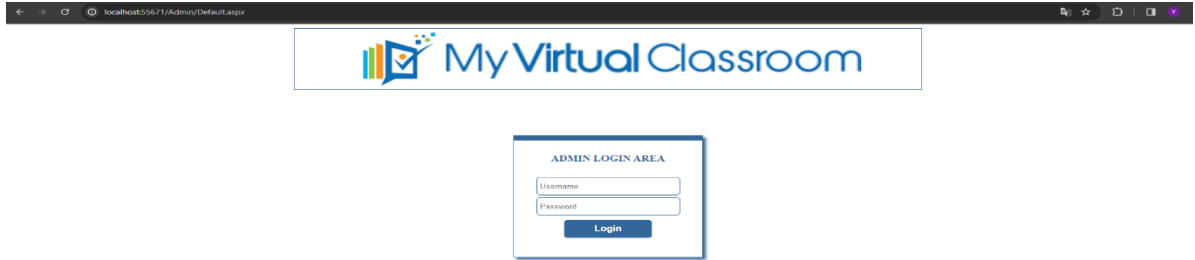 localhost:55671/Admin/Default.aspx
Y
My Virtual Classroom
ADMIN LOGIN AREA
Username
Password
Login